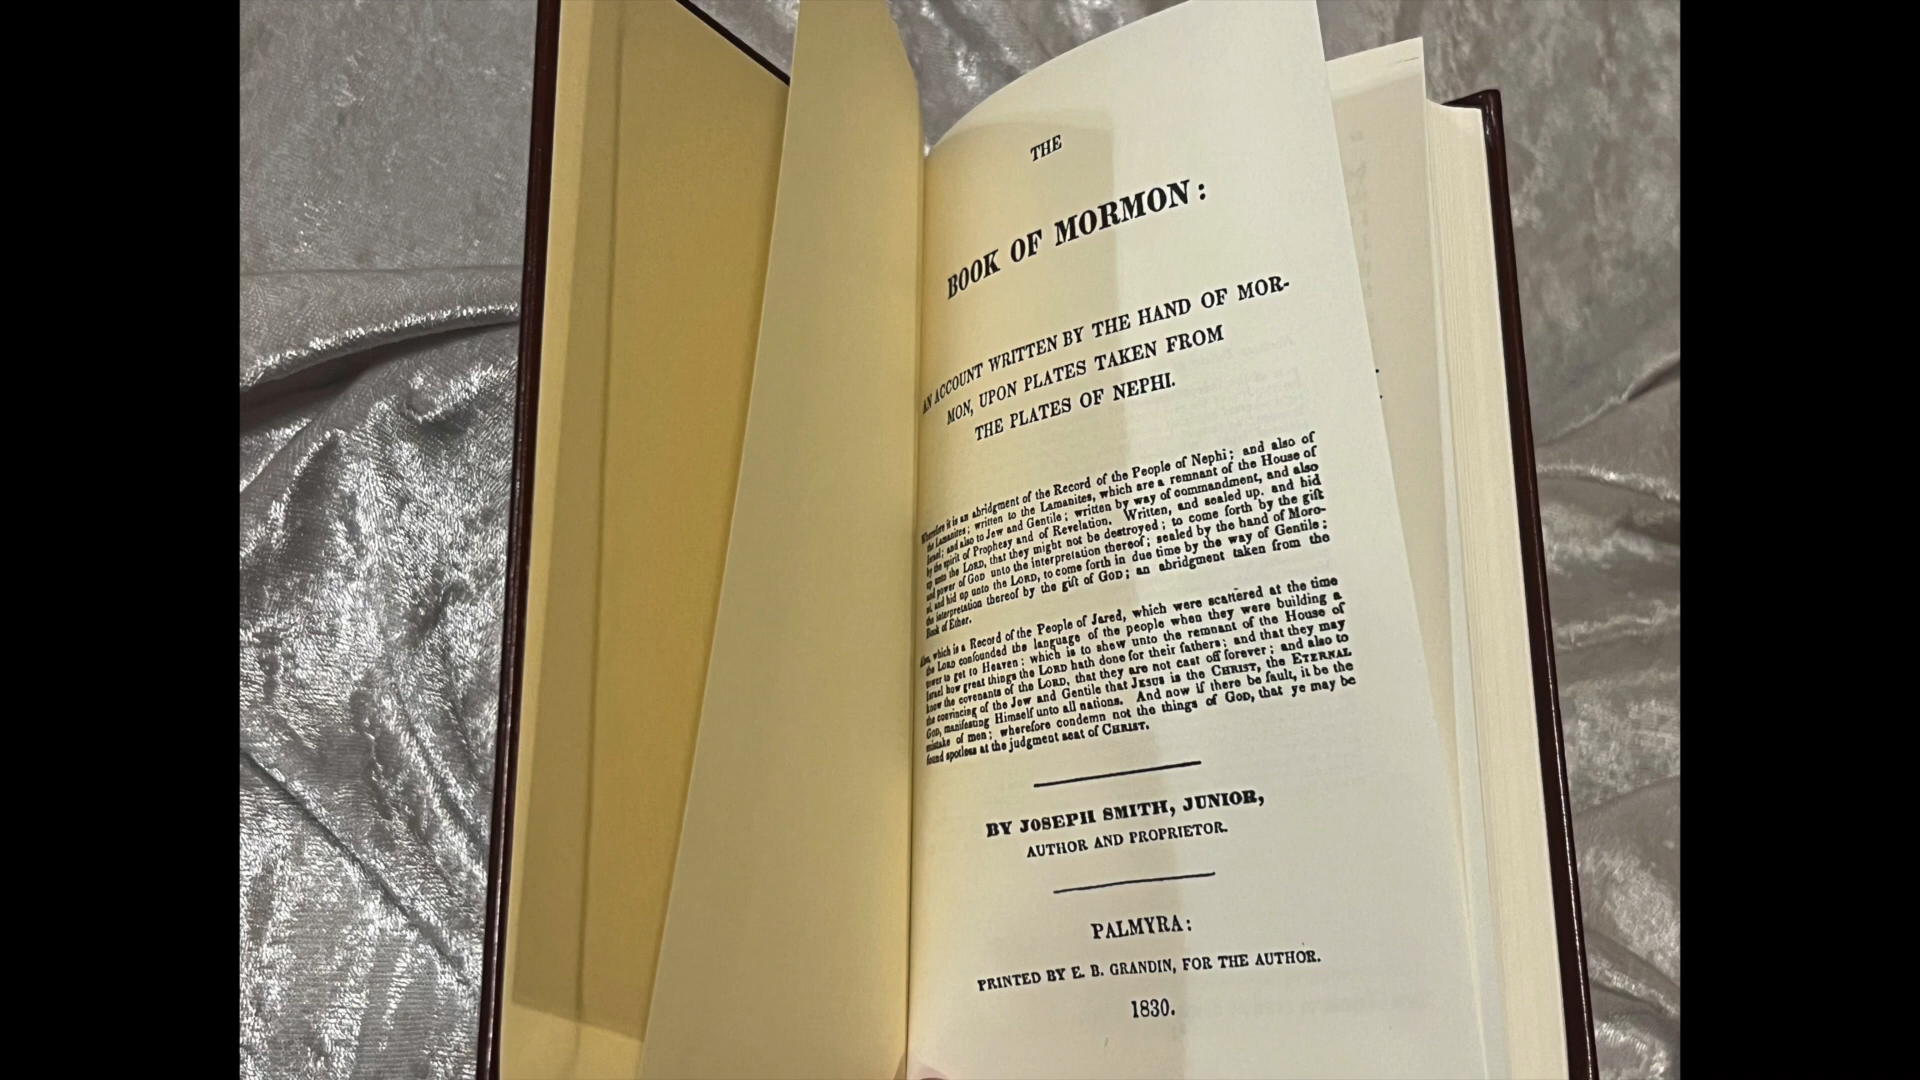 THE
BOOK OF MORMON:
AN ACCOUNT WRITTEN BY THE HAND OF MOR-
MON, UPON PLATES TAKEN FROM
THE PLATES OF NEPHI.
Wherefore it is an abridgment of the Record of the People of Nephi; and also of
the Lamanites; written to the Lamanites, which are a remnant of the House of
Israel; and also to Jew and Gentile; written by way of commandment, and also
by the spirit of Prophesy and of Revelation. Written, and sealed up, and hid
up unto the LORD, that they might not be destroyed; to come forth by the gift
and power of GOD unto the interpretation thereof; sealed by the hand of Moro-
ni, and hid up unto the LORD, to come forth in due time by the way of Gentile;
the interpretation thereof by the gift of GOD; an abridgment taken from the
Book of Ether.
Also, which is a Record of the People of Jared, which were scattered at the time
the LORD confounded the language of the people when they were building a
tower to get to Heaven; which is to shew unto the remnant of the House of
Israel how great things the LORD hath done for their fathers; and that they may
know the covenants of the LORD, that they are not cast off forever; and also to
the convincing of the Jew and Gentile that JESUS is the CHRIST, the ETERNAL
GOD, manifesting Himself unto all nations. And now if there be fault, it be the
mistake of men; wherefore condemn not the things of GOD, that ye may be
found spotless at the judgment seat of CHRIST.
BY JOSEPH SMITH, JUNIOR,
AUTHOR AND PROPRIETOR.
PALMYRA:
PRINTED BY E. B. GRANDIN, FOR THE AUTHOR.
1830.